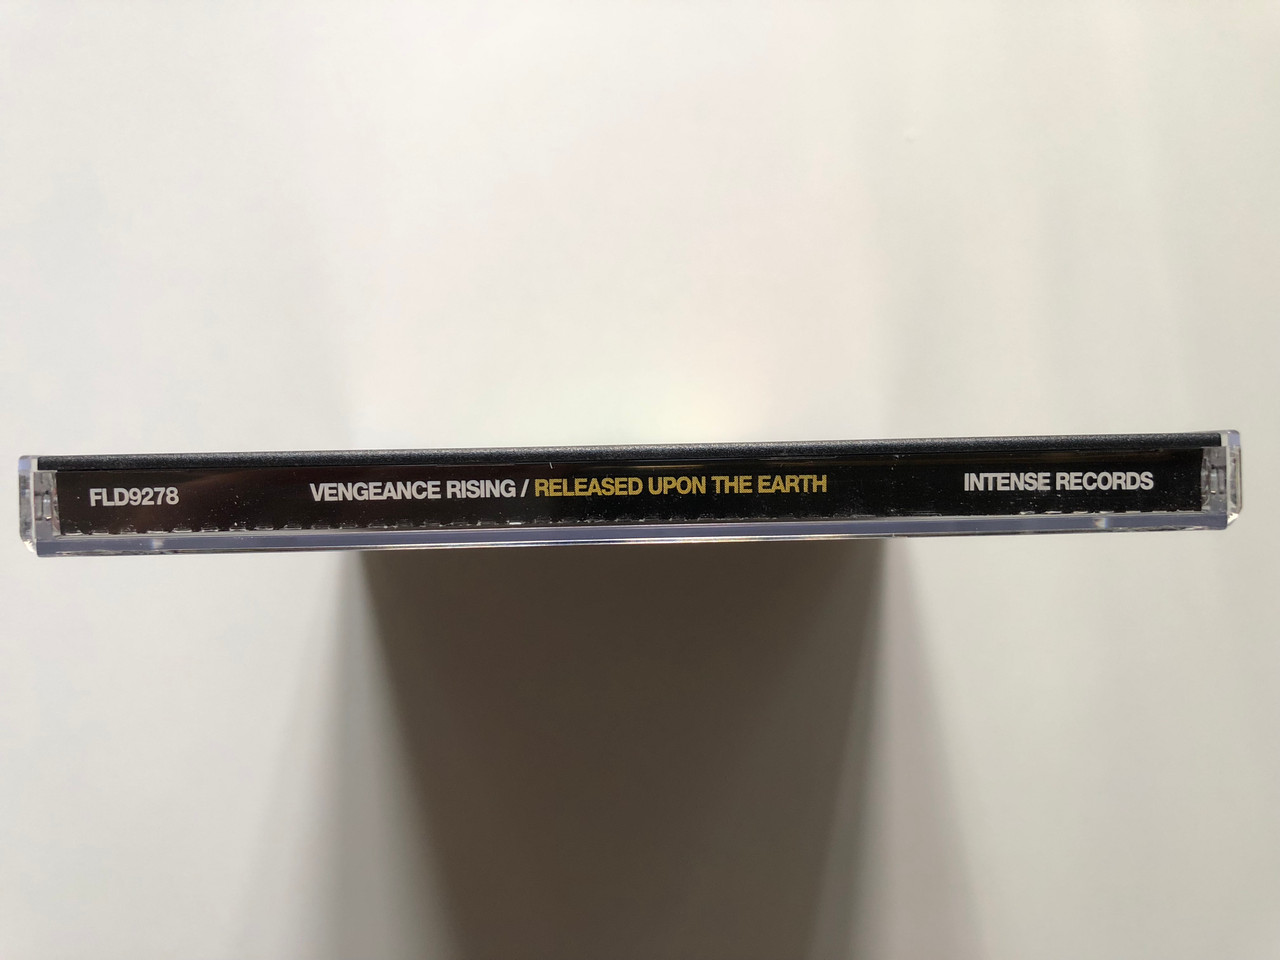 FLD9278 VENGEANCE RISING / RELEASED UPON THE EARTH INTENSE RECORDS